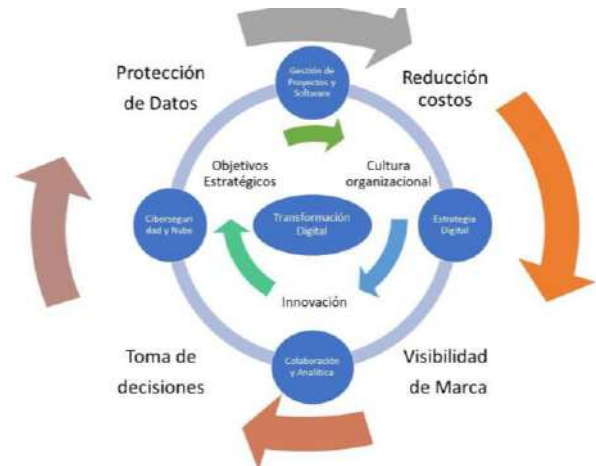 Gestión de
Proyectos y
Software
Protección
de Datos
Reducción
costos
Objetivos
Estratégicos
Cultura
organizacional
Cibersegur
dad y Nube
Transformación
Digital
Estrategia
Digital
Innovación
Colaboración
y Analítica
Toma de
decisiones
Visibilidad
de Marca